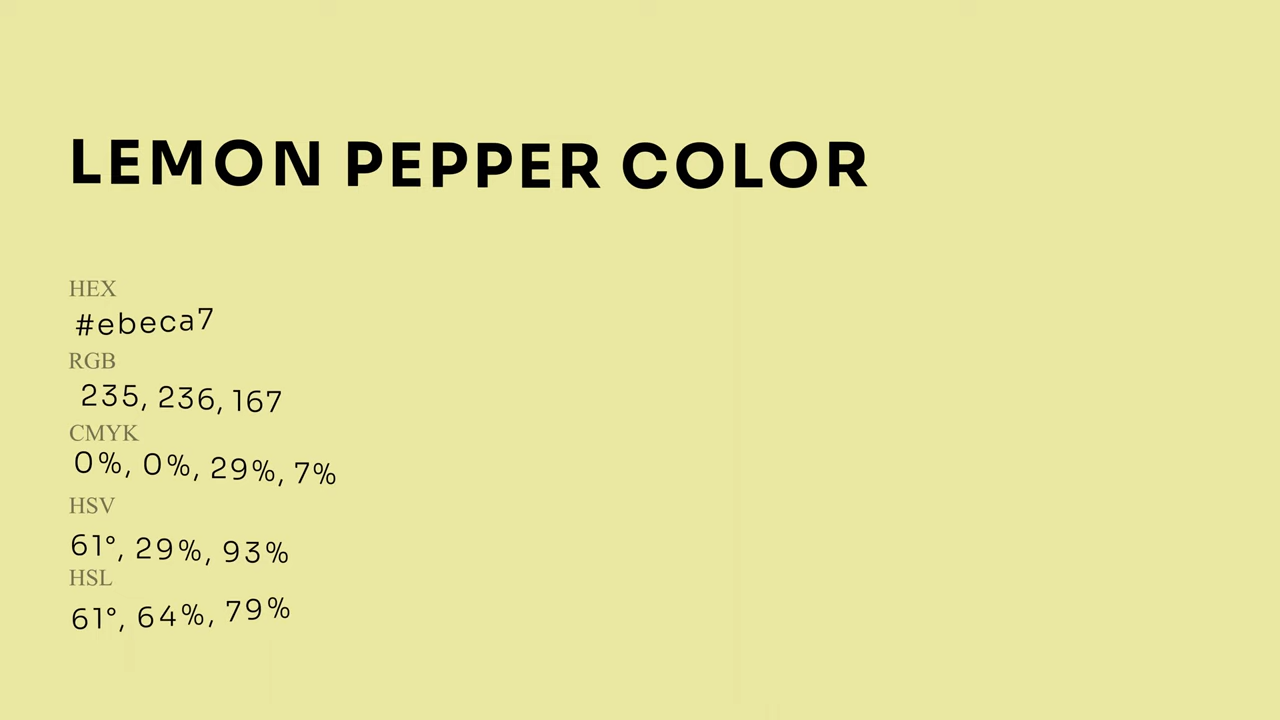 LEMON PEPPER COLOR
HEX
#ebeca7
RGB
235, 236, 167
CMYK
0%, 0%, 29%, 7%
HSV
61°, 29%, 93%
HSL
61°, 64%, 79%